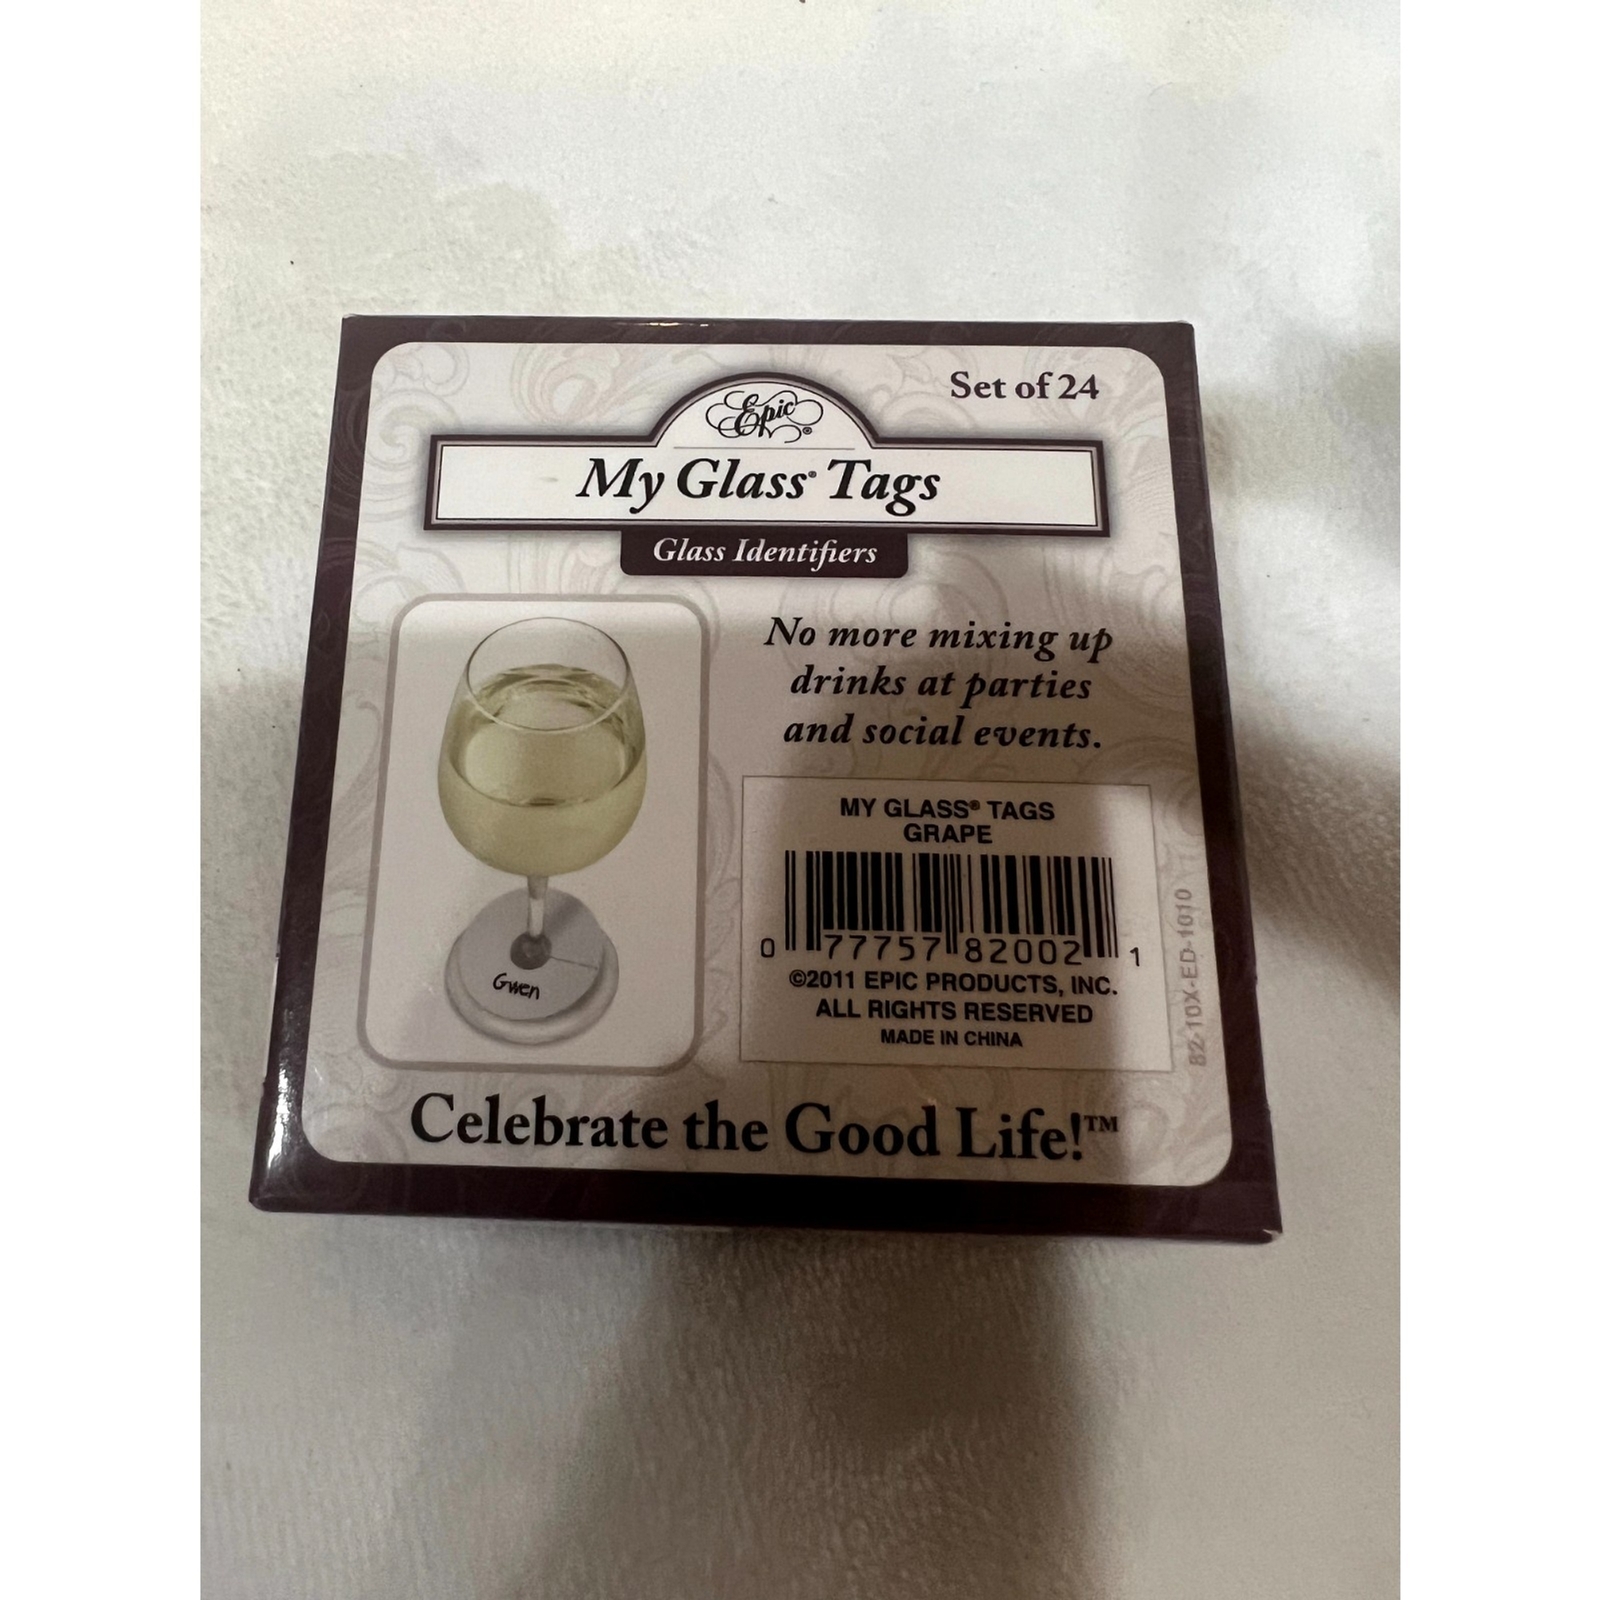 Set of 24
Epic®
My Glass® Tags
Glass Identifiers
No more mixing up
drinks at parties
and social events.
MY GLASS® TAGS
GRAPE
0 77757 82002 1
©2011 EPIC PRODUCTS, INC.
ALL RIGHTS RESERVED
MADE IN CHINA
82-10X-ED-1010
Gwen
Celebrate the Good Life!™